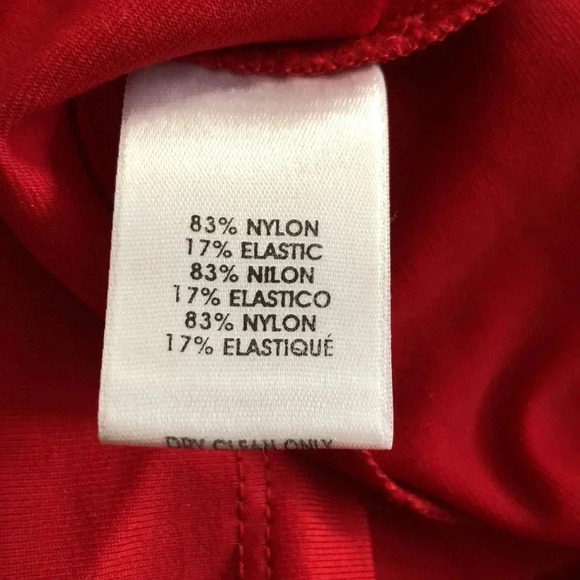 83% NYLON
17% ELASTIC
83% NILON
17% ELASTICO
83% NYLON
17% ELASTIQUÉ
DRY CLEAN ONLY